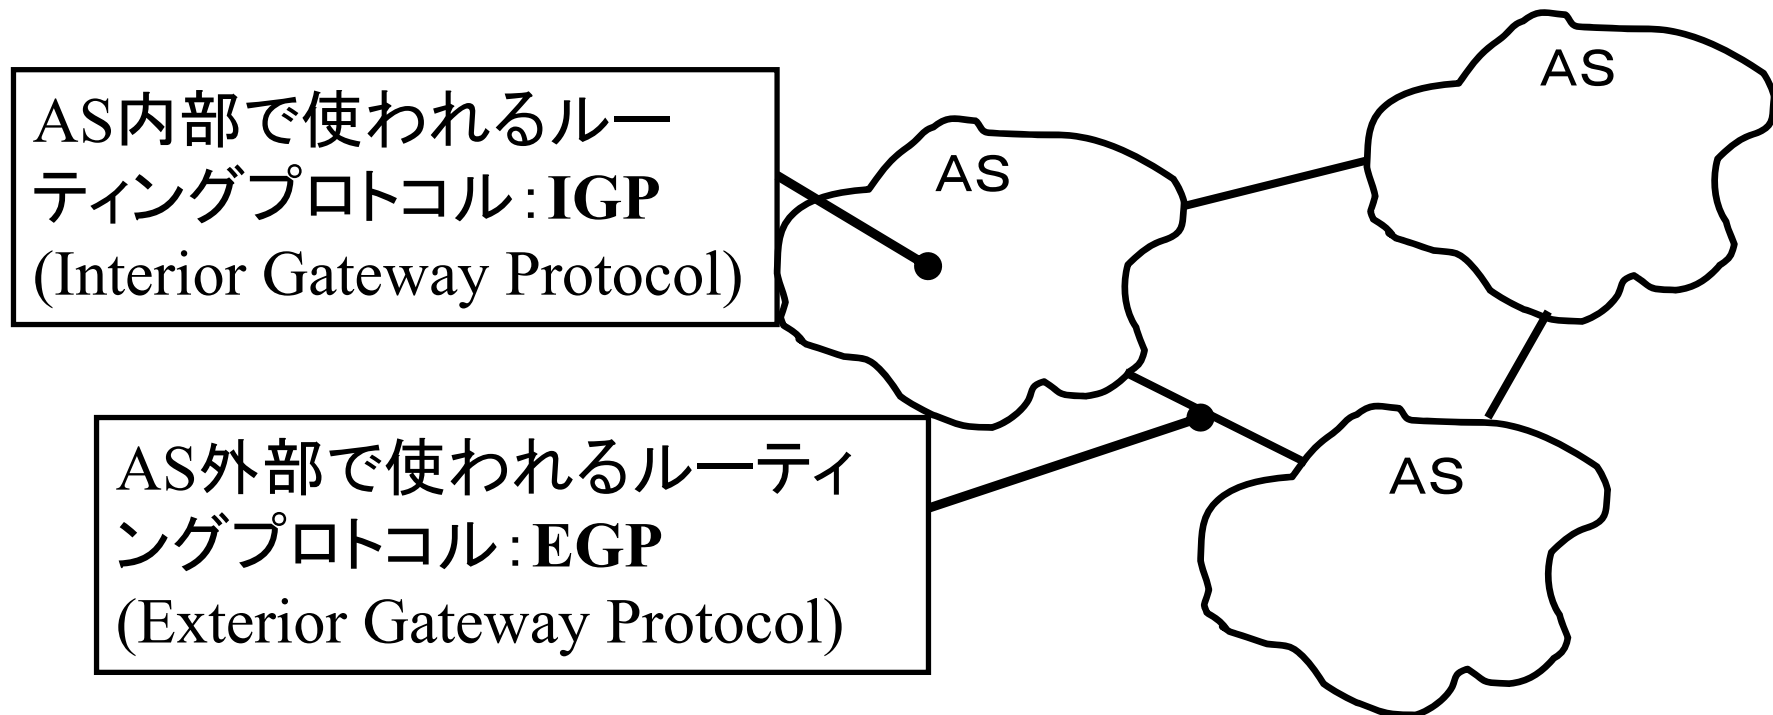 AS内部で使われるルー
ティングプロトコル:IGP
(Interior Gateway Protocol)
AS
AS
AS外部で使われるルーティ
ングプロトコル:EGP
(Exterior Gateway Protocol)
AS